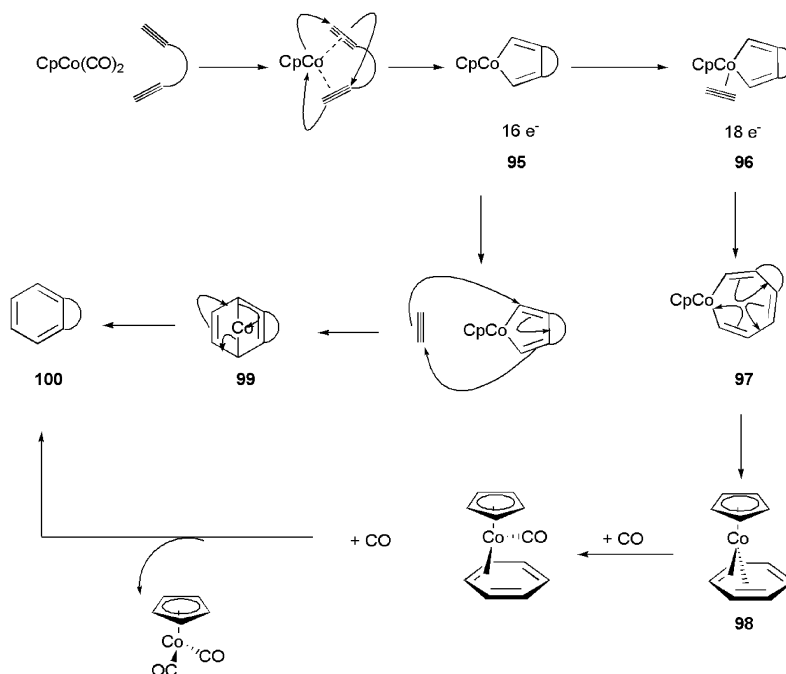 CpCo(CO)2
CpCo
CpCo
CpCo
16 e-
18 e-
95
96
CpCo
Co
CpCo
100
99
97
Co
CO
+ CO
+ CO
Co
98
Co
CO
OC